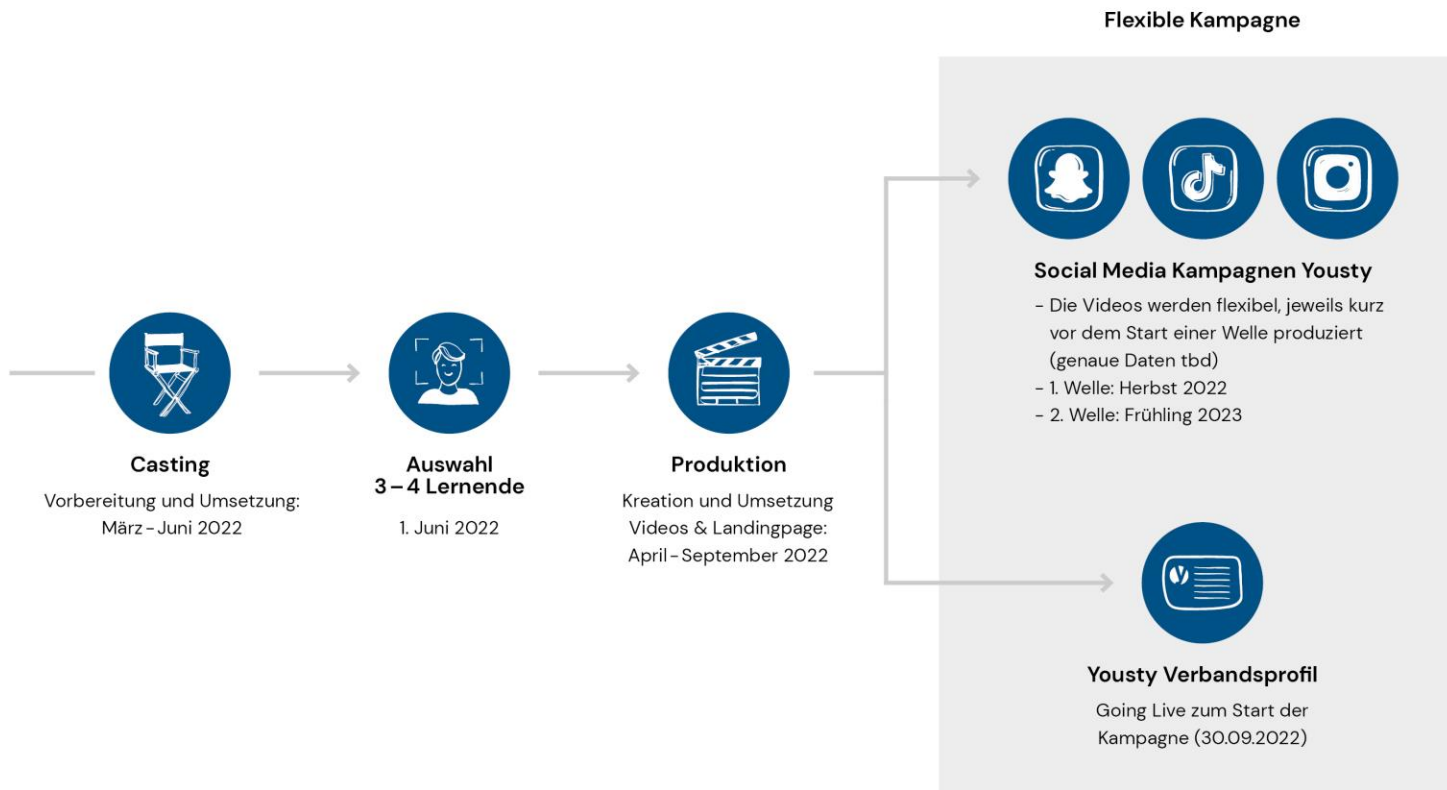 Flexible Kampagne
Social Media Kampagnen Yousty
- Die Videos werden flexibel, jeweils kurz
vor dem Start einer Welle produziert
(genaue Daten tbd)
- 1. Welle: Herbst 2022
- 2. Welle: Frühling 2023
Casting
Vorbereitung und Umsetzung:
März – Juni 2022
Auswahl
3 – 4 Lernende
1. Juni 2022
Produktion
Kreation und Umsetzung
Videos & Landingpage:
April – September 2022
Yousty Verbandsprofil
Going Live zum Start der
Kampagne (30.09.2022)